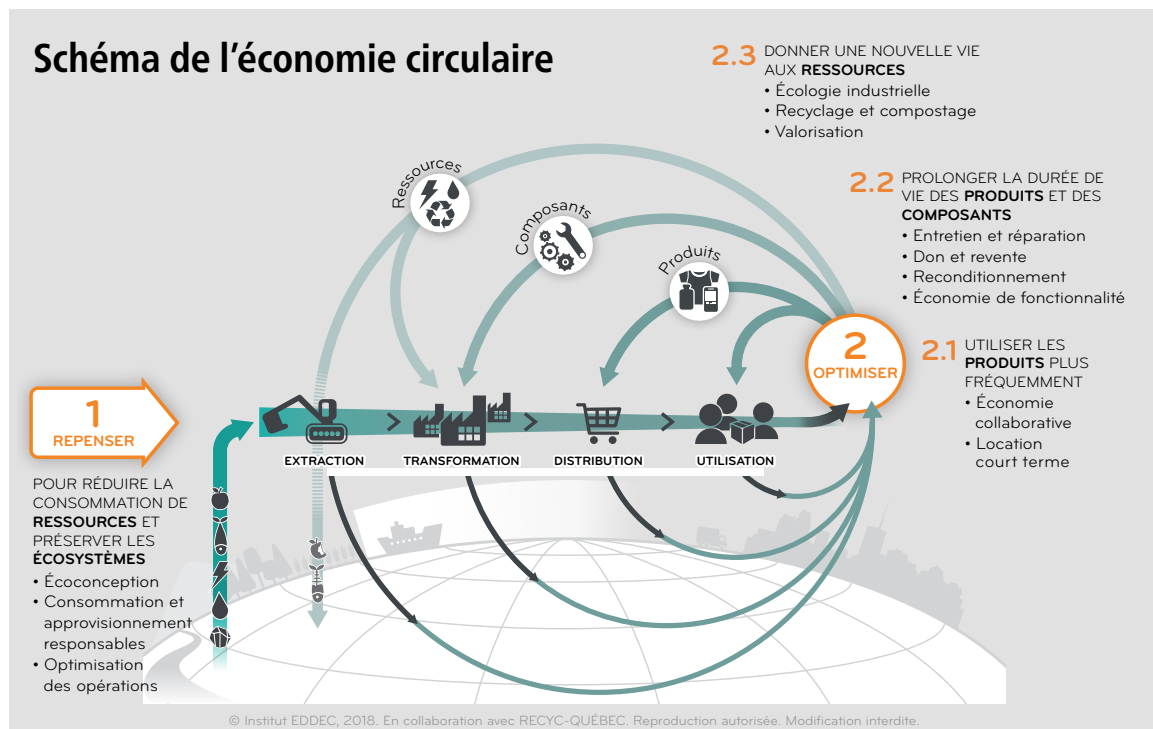 Schéma de l'économie circulaire
2.3 DONNER UNE NOUVELLE VIE
AUX RESSOURCES
• Écologie industrielle
• Recyclage et compostage
• Valorisation
2.2 PROLONGER LA DURÉE DE
VIE DES PRODUITS ET DES
COMPOSANTS
• Entretien et réparation
• Don et revente
• Reconditionnement
• Économie de fonctionnalité
Ressources
Composants
Produits
2
OPTIMISER
2.1 UTILISER LES
PRODUITS PLUS
FRÉQUEMMENT
• Économie
collaborative
• Location
court terme
1
REPENSER
EXTRACTION
TRANSFORMATION
DISTRIBUTION
UTILISATION
POUR RÉDUIRE LA
CONSOMMATION DE
RESSOURCES ET
PRÉSERVER LES
ÉCOSYSTÈMES
• Écoconception
• Consommation et
approvisionnement
responsables
• Optimisation
des opérations
© Institut EDDEC, 2018. En collaboration avec RECYC-QUÉBEC. Reproduction autorisée. Modification interdite.